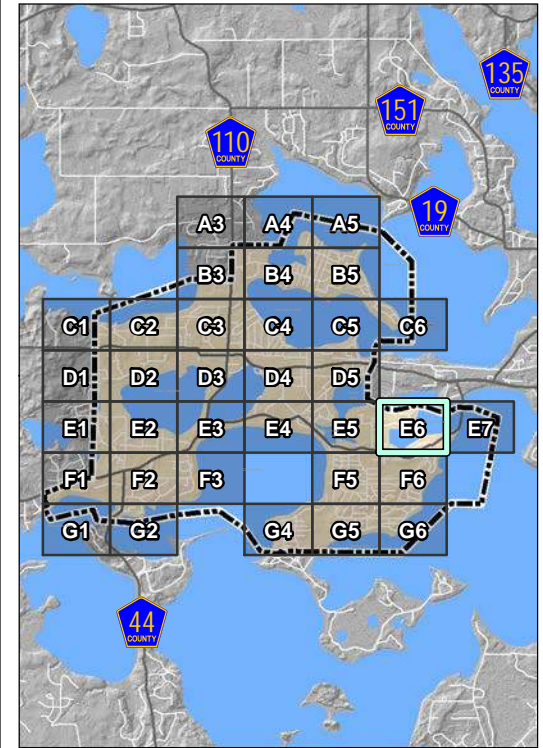 135
COUNTY
151
COUNTY
110
COUNTY
19
COUNTY
A3 A4 A5
B3 B4 B5
C1 C2 C3 C4 C5 C6
D1 D2 D3 D4 D5
E1 E2 E3 E4 E5 E6 E7
F1 F2 F3 F5 F6
G1 G2 G4 G5 G6
44
COUNTY